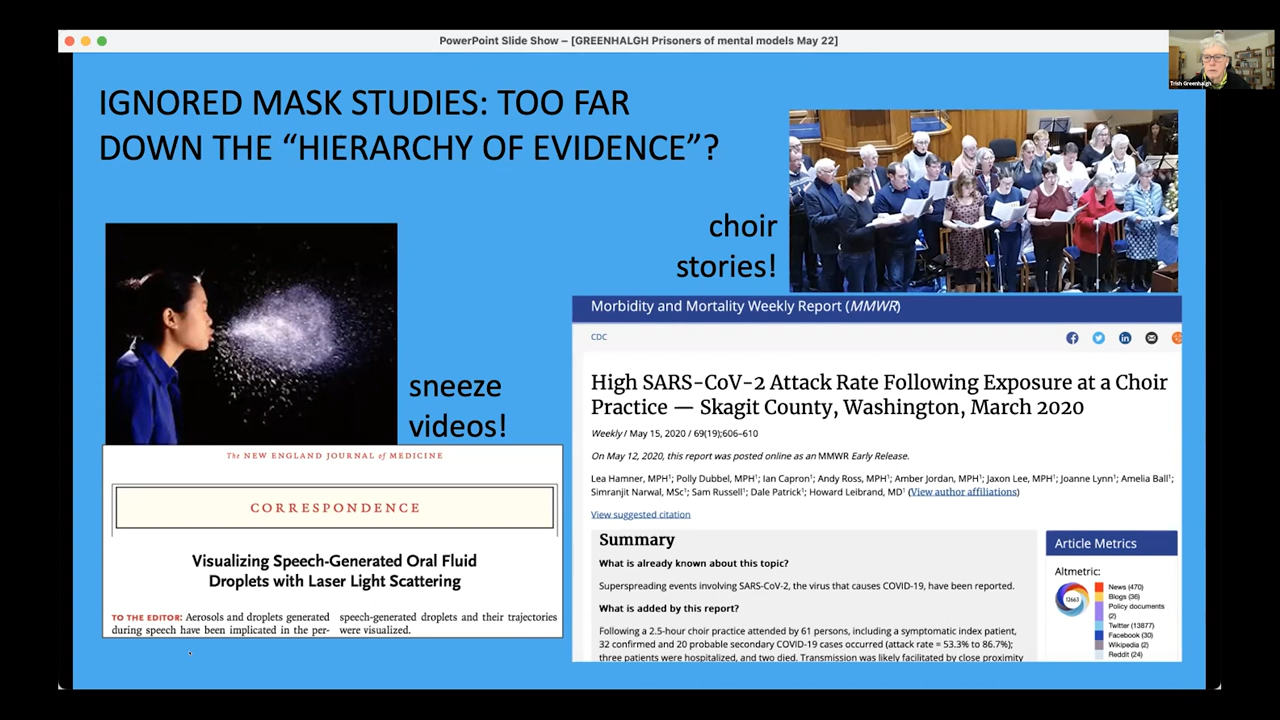 PowerPoint Slide Show – [GREENHALGH Prisoners of mental models May 22]
Trish Greenhalgh
IGNORED MASK STUDIES: TOO FAR
DOWN THE “HIERARCHY OF EVIDENCE”?
choir
stories!
sneeze
videos!
The NEW ENGLAND JOURNAL of MEDICINE
CORRESPONDENCE
Visualizing Speech-Generated Oral Fluid
Droplets with Laser Light Scattering
TO THE EDITOR: Aerosols and droplets generated
during speech have been implicated in the per-
speech-generated droplets and their trajectories
were visualized.
Morbidity and Mortality Weekly Report (MMWR)
CDC
High SARS-CoV-2 Attack Rate Following Exposure at a Choir
Practice — Skagit County, Washington, March 2020
Weekly / May 15, 2020 / 69(19);606–610
On May 12, 2020, this report was posted online as an MMWR Early Release.
Lea Hamner, MPH¹; Polly Dubbel, MPH¹; Ian Capron¹; Andy Ross, MPH¹; Amber Jordan, MPH¹; Jaxon Lee, MPH¹; Joanne Lynn¹; Amelia Ball¹;
Simranjit Narwal, MSc¹; Sam Russell¹; Dale Patrick¹; Howard Leibrand, MD¹ (View author affiliations)
View suggested citation
Summary
What is already known about this topic?
Superspreading events involving SARS-CoV-2, the virus that causes COVID-19, have been reported.
What is added by this report?
Following a 2.5-hour choir practice attended by 61 persons, including a symptomatic index patient,
32 confirmed and 20 probable secondary COVID-19 cases occurred (attack rate = 53.3% to 86.7%);
three patients were hospitalized, and two died. Transmission was likely facilitated by close proximity
Article Metrics
Altmetric:
12663
News (470)
Blogs (36)
Policy documents
(2)
Twitter (13877)
Facebook (30)
Wikipedia (2)
Reddit (24)